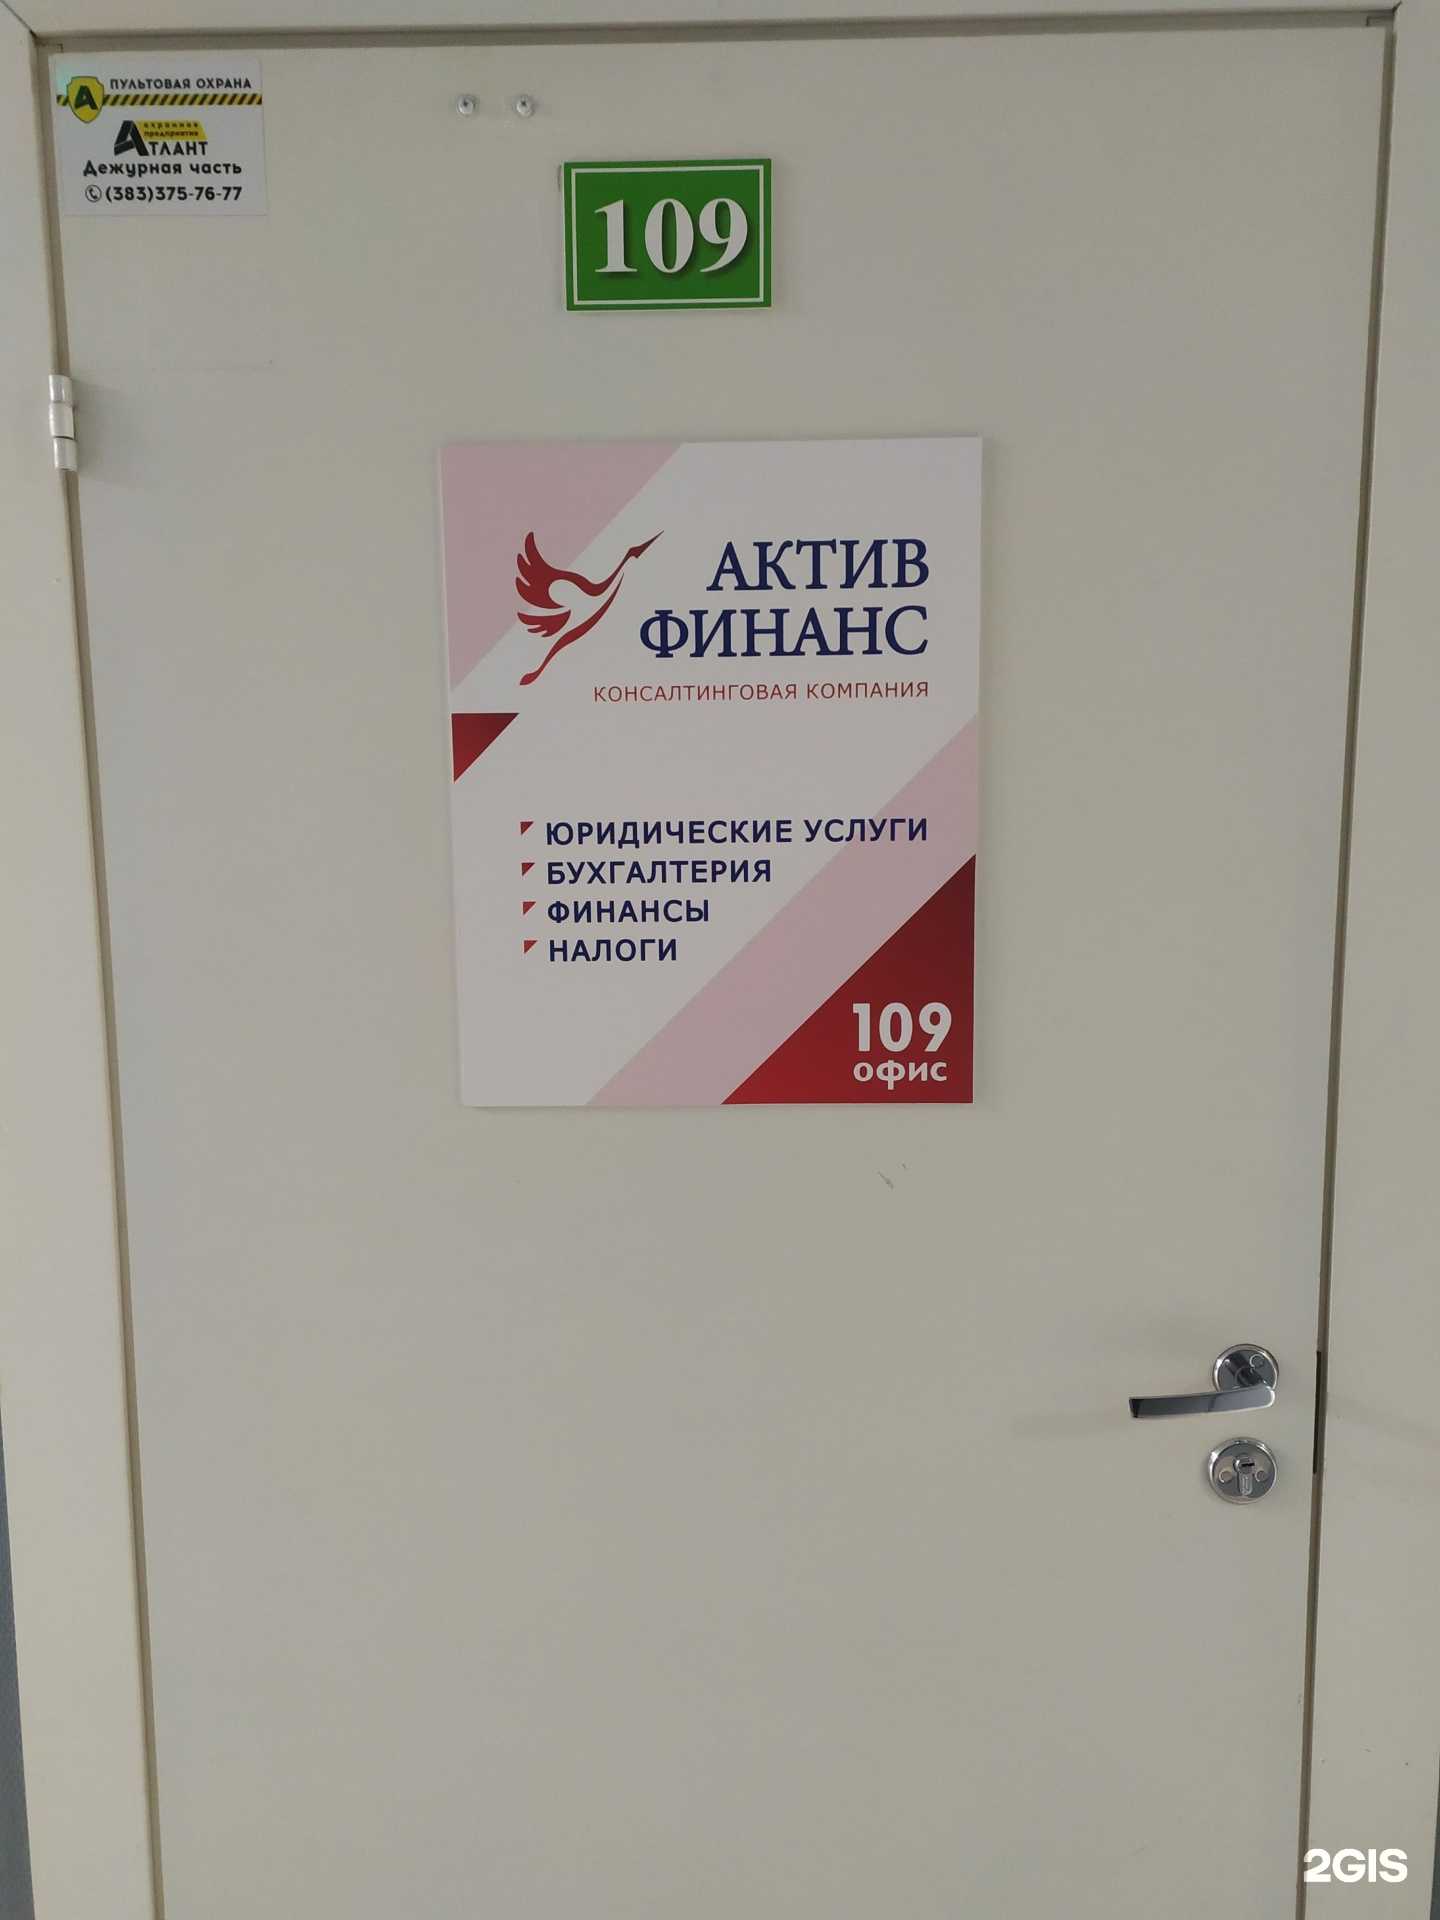 ПУЛЬТОВАЯ ОХРАНА
А
охранное
предприятие
АТЛАНТ
Дежурная часть
(383)375-76-77
109
АКТИВ
ФИНАНС
КОНСАЛТИНГОВАЯ КОМПАНИЯ
ЮРИДИЧЕСКИЕ УСЛУГИ
БУХГАЛТЕРИЯ
ФИНАНСЫ
НАЛОГИ
109
офис
2GIS